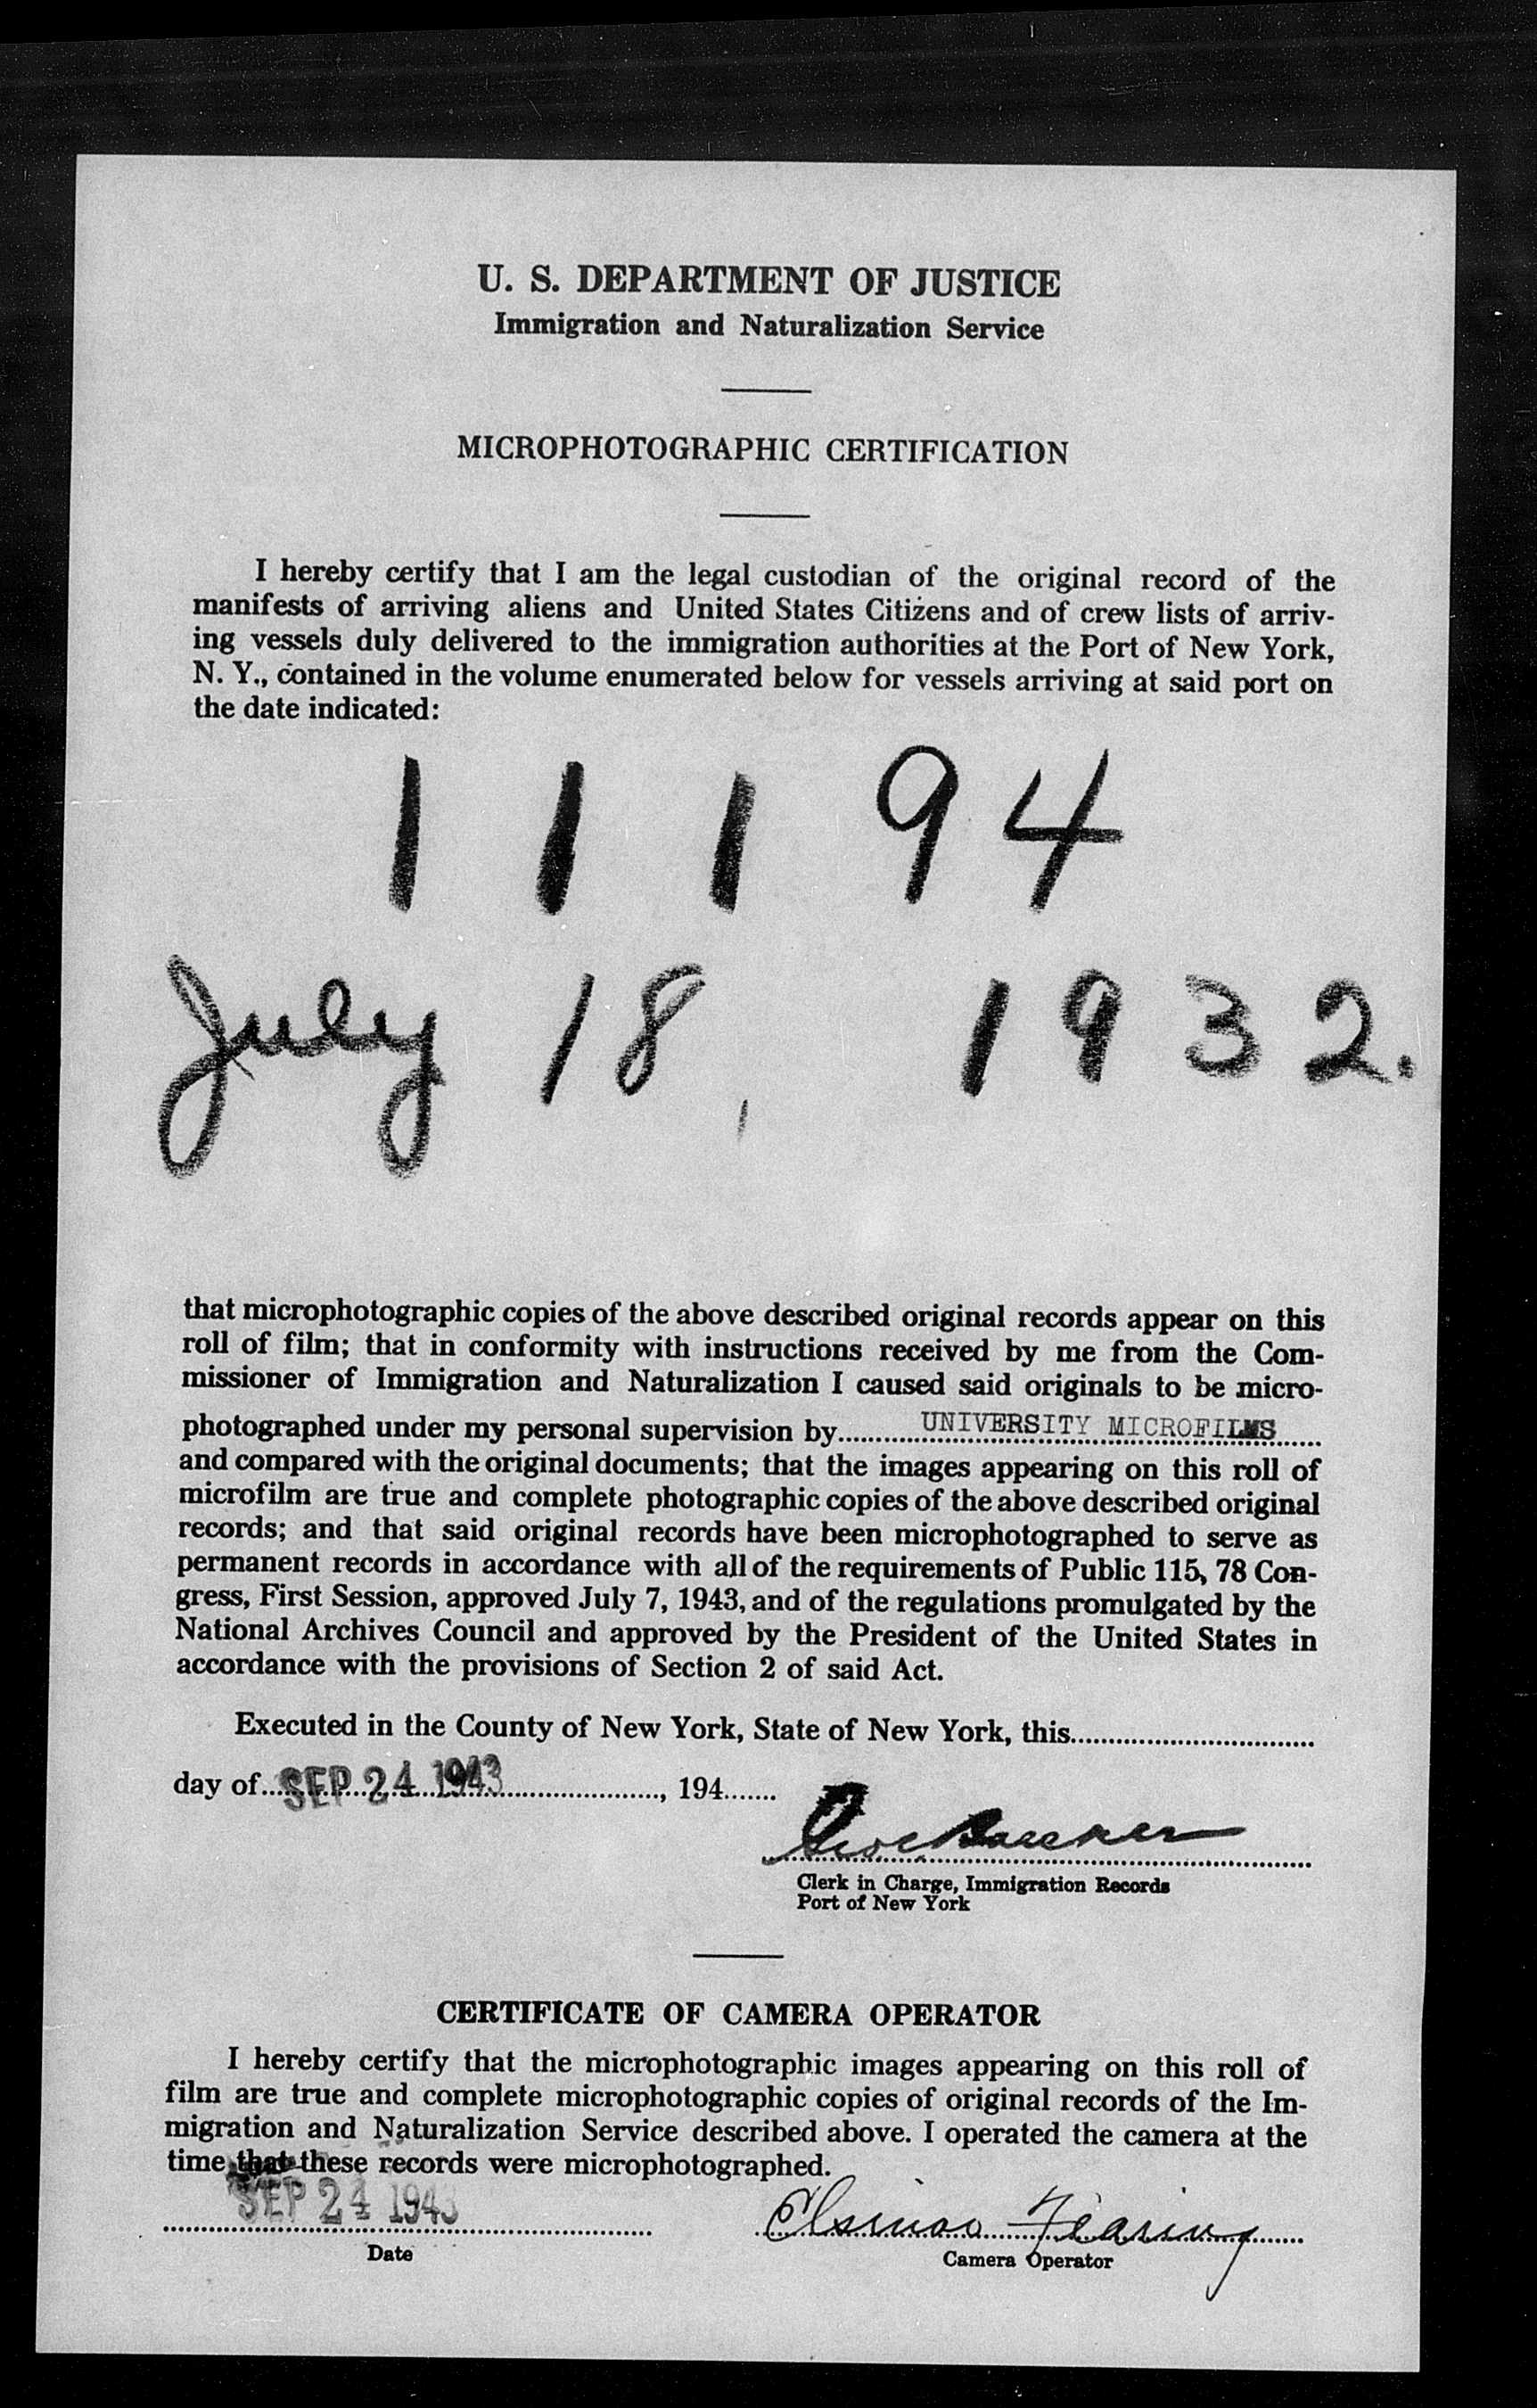 U. S. DEPARTMENT OF JUSTICE
Immigration and Naturalization Service
MICROPHOTOGRAPHIC CERTIFICATION
I hereby certify that I am the legal custodian of the original record of the
manifests of arriving aliens and United States Citizens and of crew lists of arriv-
ing vessels duly delivered to the immigration authorities at the Port of New York,
N. Y., contained in the volume enumerated below for vessels arriving at said port on
the date indicated:
11194
July 18, 1932.
that microphotographic copies of the above described original records appear on this
roll of film; that in conformity with instructions received by me from the Com-
missioner of Immigration and Naturalization I caused said originals to be micro-
photographed under my personal supervision by UNIVERSITY MICROFILMS
and compared with the original documents; that the images appearing on this roll of
microfilm are true and complete photographic copies of the above described original
records; and that said original records have been microphotographed to serve as
permanent records in accordance with all of the requirements of Public 115, 78 Con-
gress, First Session, approved July 7, 1943, and of the regulations promulgated by the
National Archives Council and approved by the President of the United States in
accordance with the provisions of Section 2 of said Act.
Executed in the County of New York, State of New York, this
day of SEP 24 1943, 194
Clerk in Charge, Immigration Records
Port of New York
CERTIFICATE OF CAMERA OPERATOR
I hereby certify that the microphotographic images appearing on this roll of
film are true and complete microphotographic copies of original records of the Im-
migration and Naturalization Service described above. I operated the camera at the
time that these records were microphotographed.
SEP 24 1943 Fearing
Date
Camera Operator